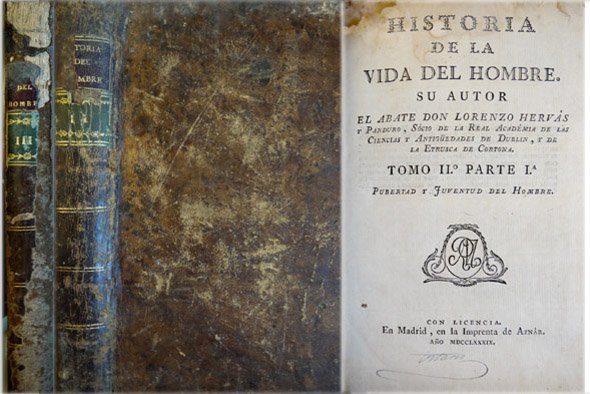 DEL
HOMBR
III
TORIA
DEL
MBRE
HISTORIA
DE LA
VIDA DEL HOMBRE.
SU AUTOR
EL ABATE DON LORENZO HERVÁS
Y PANDURO, SÓCIO DE LA REAL ACADÉMIA DE LAS
CIENCIAS Y ANTIGÜEDADES DE DUBLIN, Y DE
LA ETRUSCA DE CORTONA.
TOMO II.º PARTE I.ª
PUBERTAD Y JUVENTUD DEL HOMBRE.
CON LICENCIA.
En Madrid, en la Imprenta de AZNÁR.
AÑO MDCCLXXXIX.